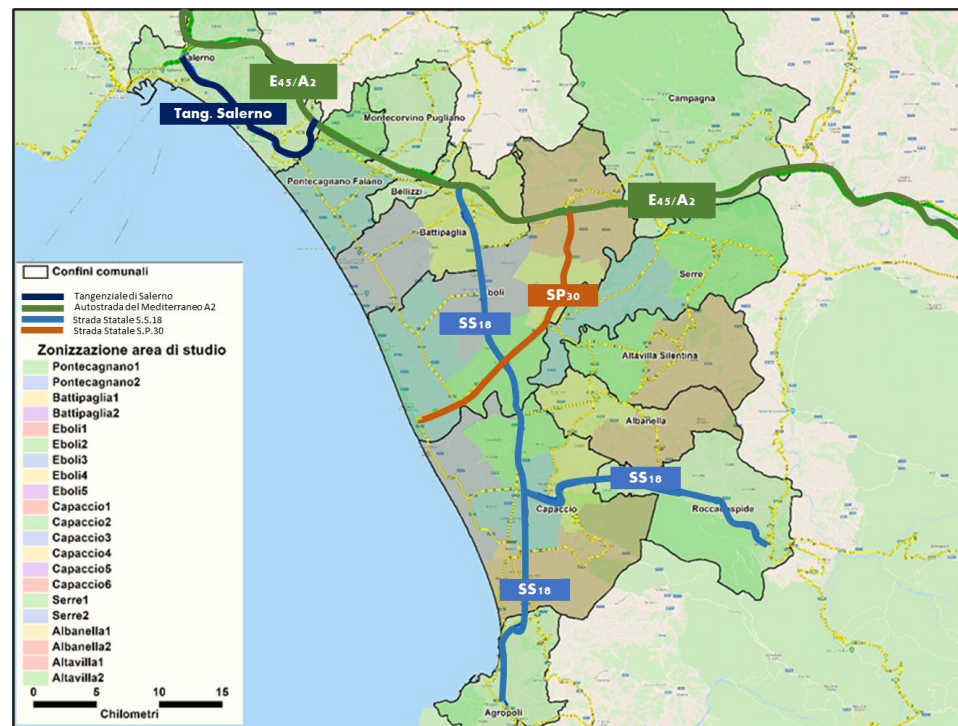 Salerno
E45/A2
Tang. Salerno
Campagna
Montecorvino Pugliano
Pontecagnano Faiano
Bellizzi
E45/A2
Battipaglia
Serre
SP30
SS18
Altavilla Silentina
Albanella
SS18
Capaccio
SS18
Agropoli
Confini comunali
Tangenziale di Salerno
Autostrada del Mediterraneo A2
Strada Statale S.S.18
Strada Statale S.P.30
Zonizzazione area di studio
Pontecagnano1
Pontecagnano2
Battipaglia1
Battipaglia2
Eboli1
Eboli2
Eboli3
Eboli4
Eboli5
Capaccio1
Capaccio2
Capaccio3
Capaccio4
Capaccio5
Capaccio6
Serre1
Serre2
Albanella1
Albanella2
Altavilla1
Altavilla2
0 5 10 15
Chilometri